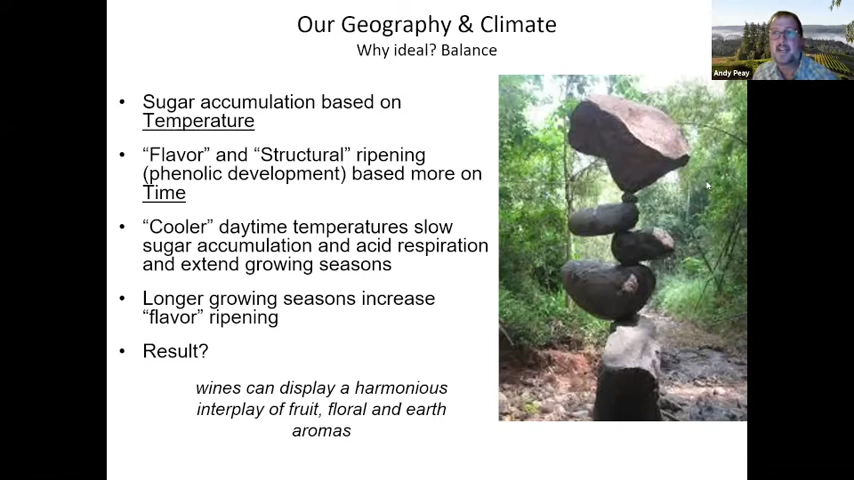 Our Geography & Climate
Why ideal? Balance
Andy Peay
• Sugar accumulation based on
Temperature
• “Flavor” and “Structural” ripening
(phenolic development) based more on
Time
• “Cooler” daytime temperatures slow
sugar accumulation and acid respiration
and extend growing seasons
• Longer growing seasons increase
“flavor” ripening
• Result?
wines can display a harmonious
interplay of fruit, floral and earth
aromas